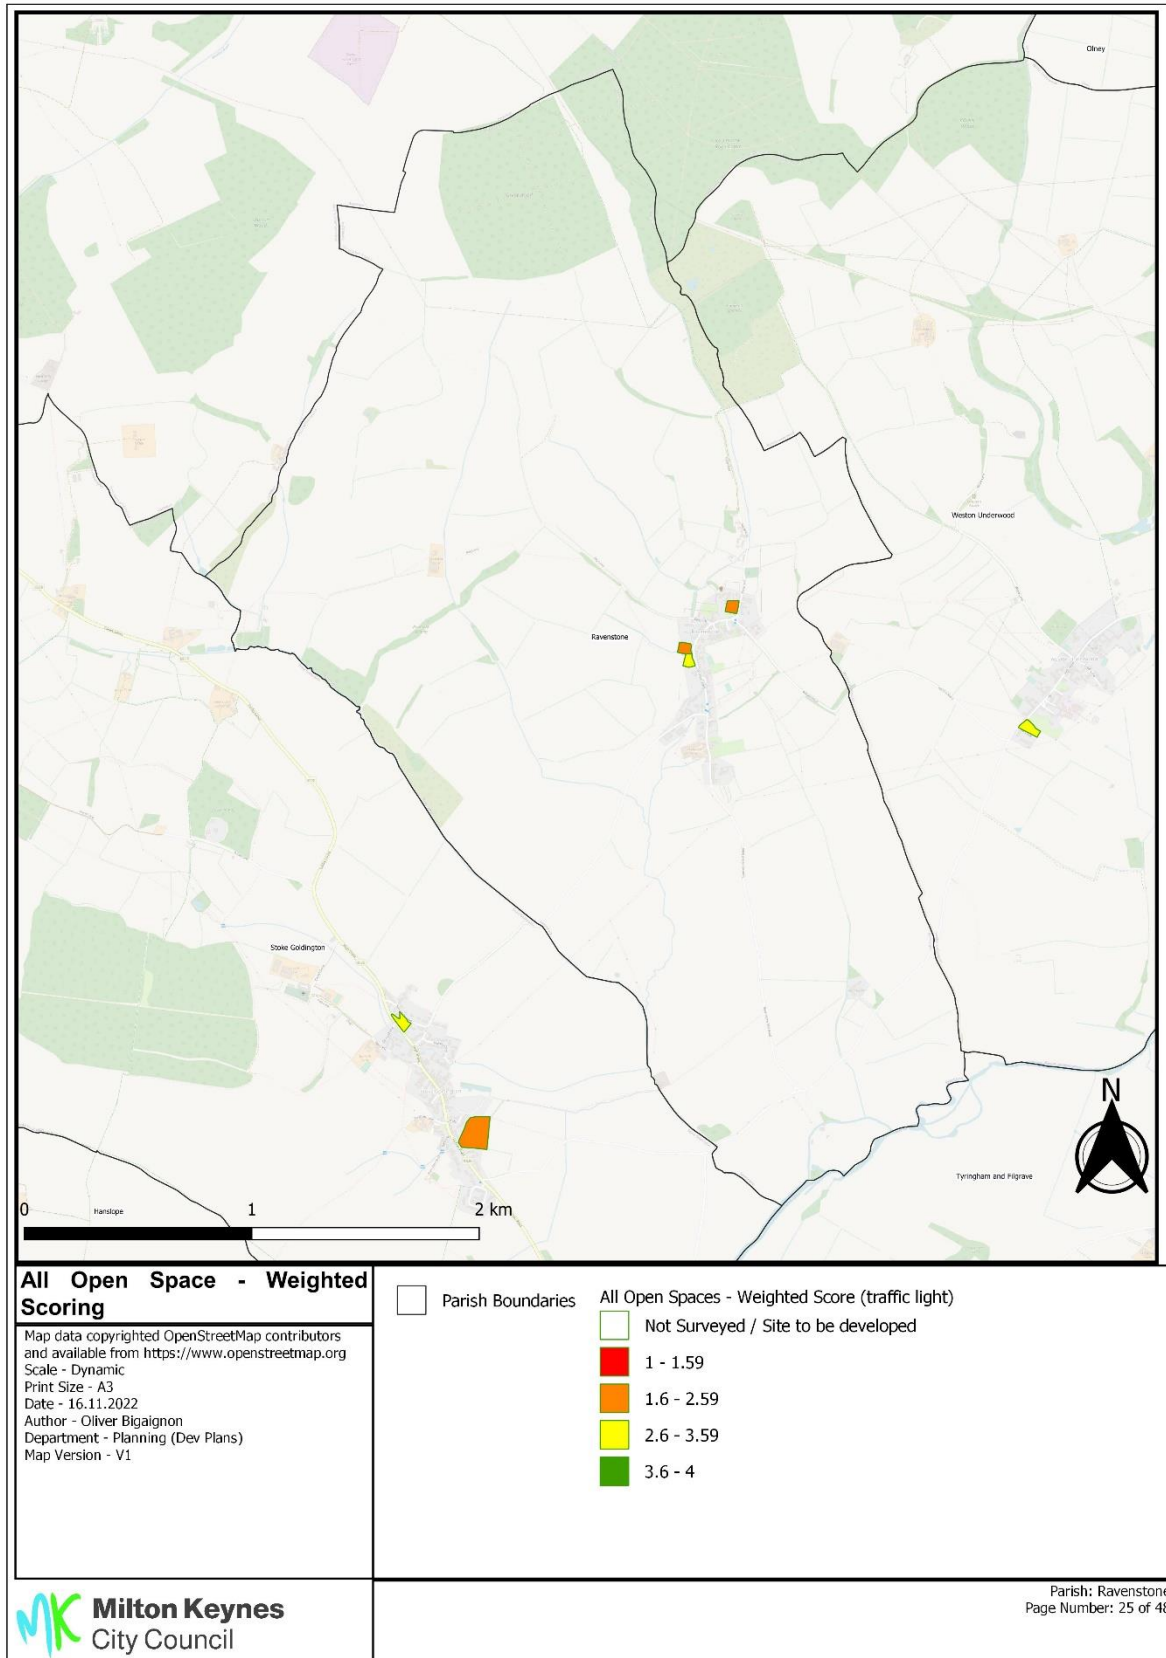 Olney
Weston Underwood
Ravenstone
Stoke Goldington
N
Tyringham and Filgrave
0
1
2 km
Hanslope
All Open Space - Weighted
Scoring
Map data copyrighted OpenStreetMap contributors
and available from https://www.openstreetmap.org
Scale - Dynamic
Print Size - A3
Date - 16.11.2022
Author - Oliver Bigaignon
Department - Planning (Dev Plans)
Map Version - V1
Parish Boundaries
All Open Spaces - Weighted Score (traffic light)
Not Surveyed / Site to be developed
1 - 1.59
1.6 - 2.59
2.6 - 3.59
3.6 - 4
MK Milton Keynes
City Council
Parish: Ravenstone
Page Number: 25 of 48